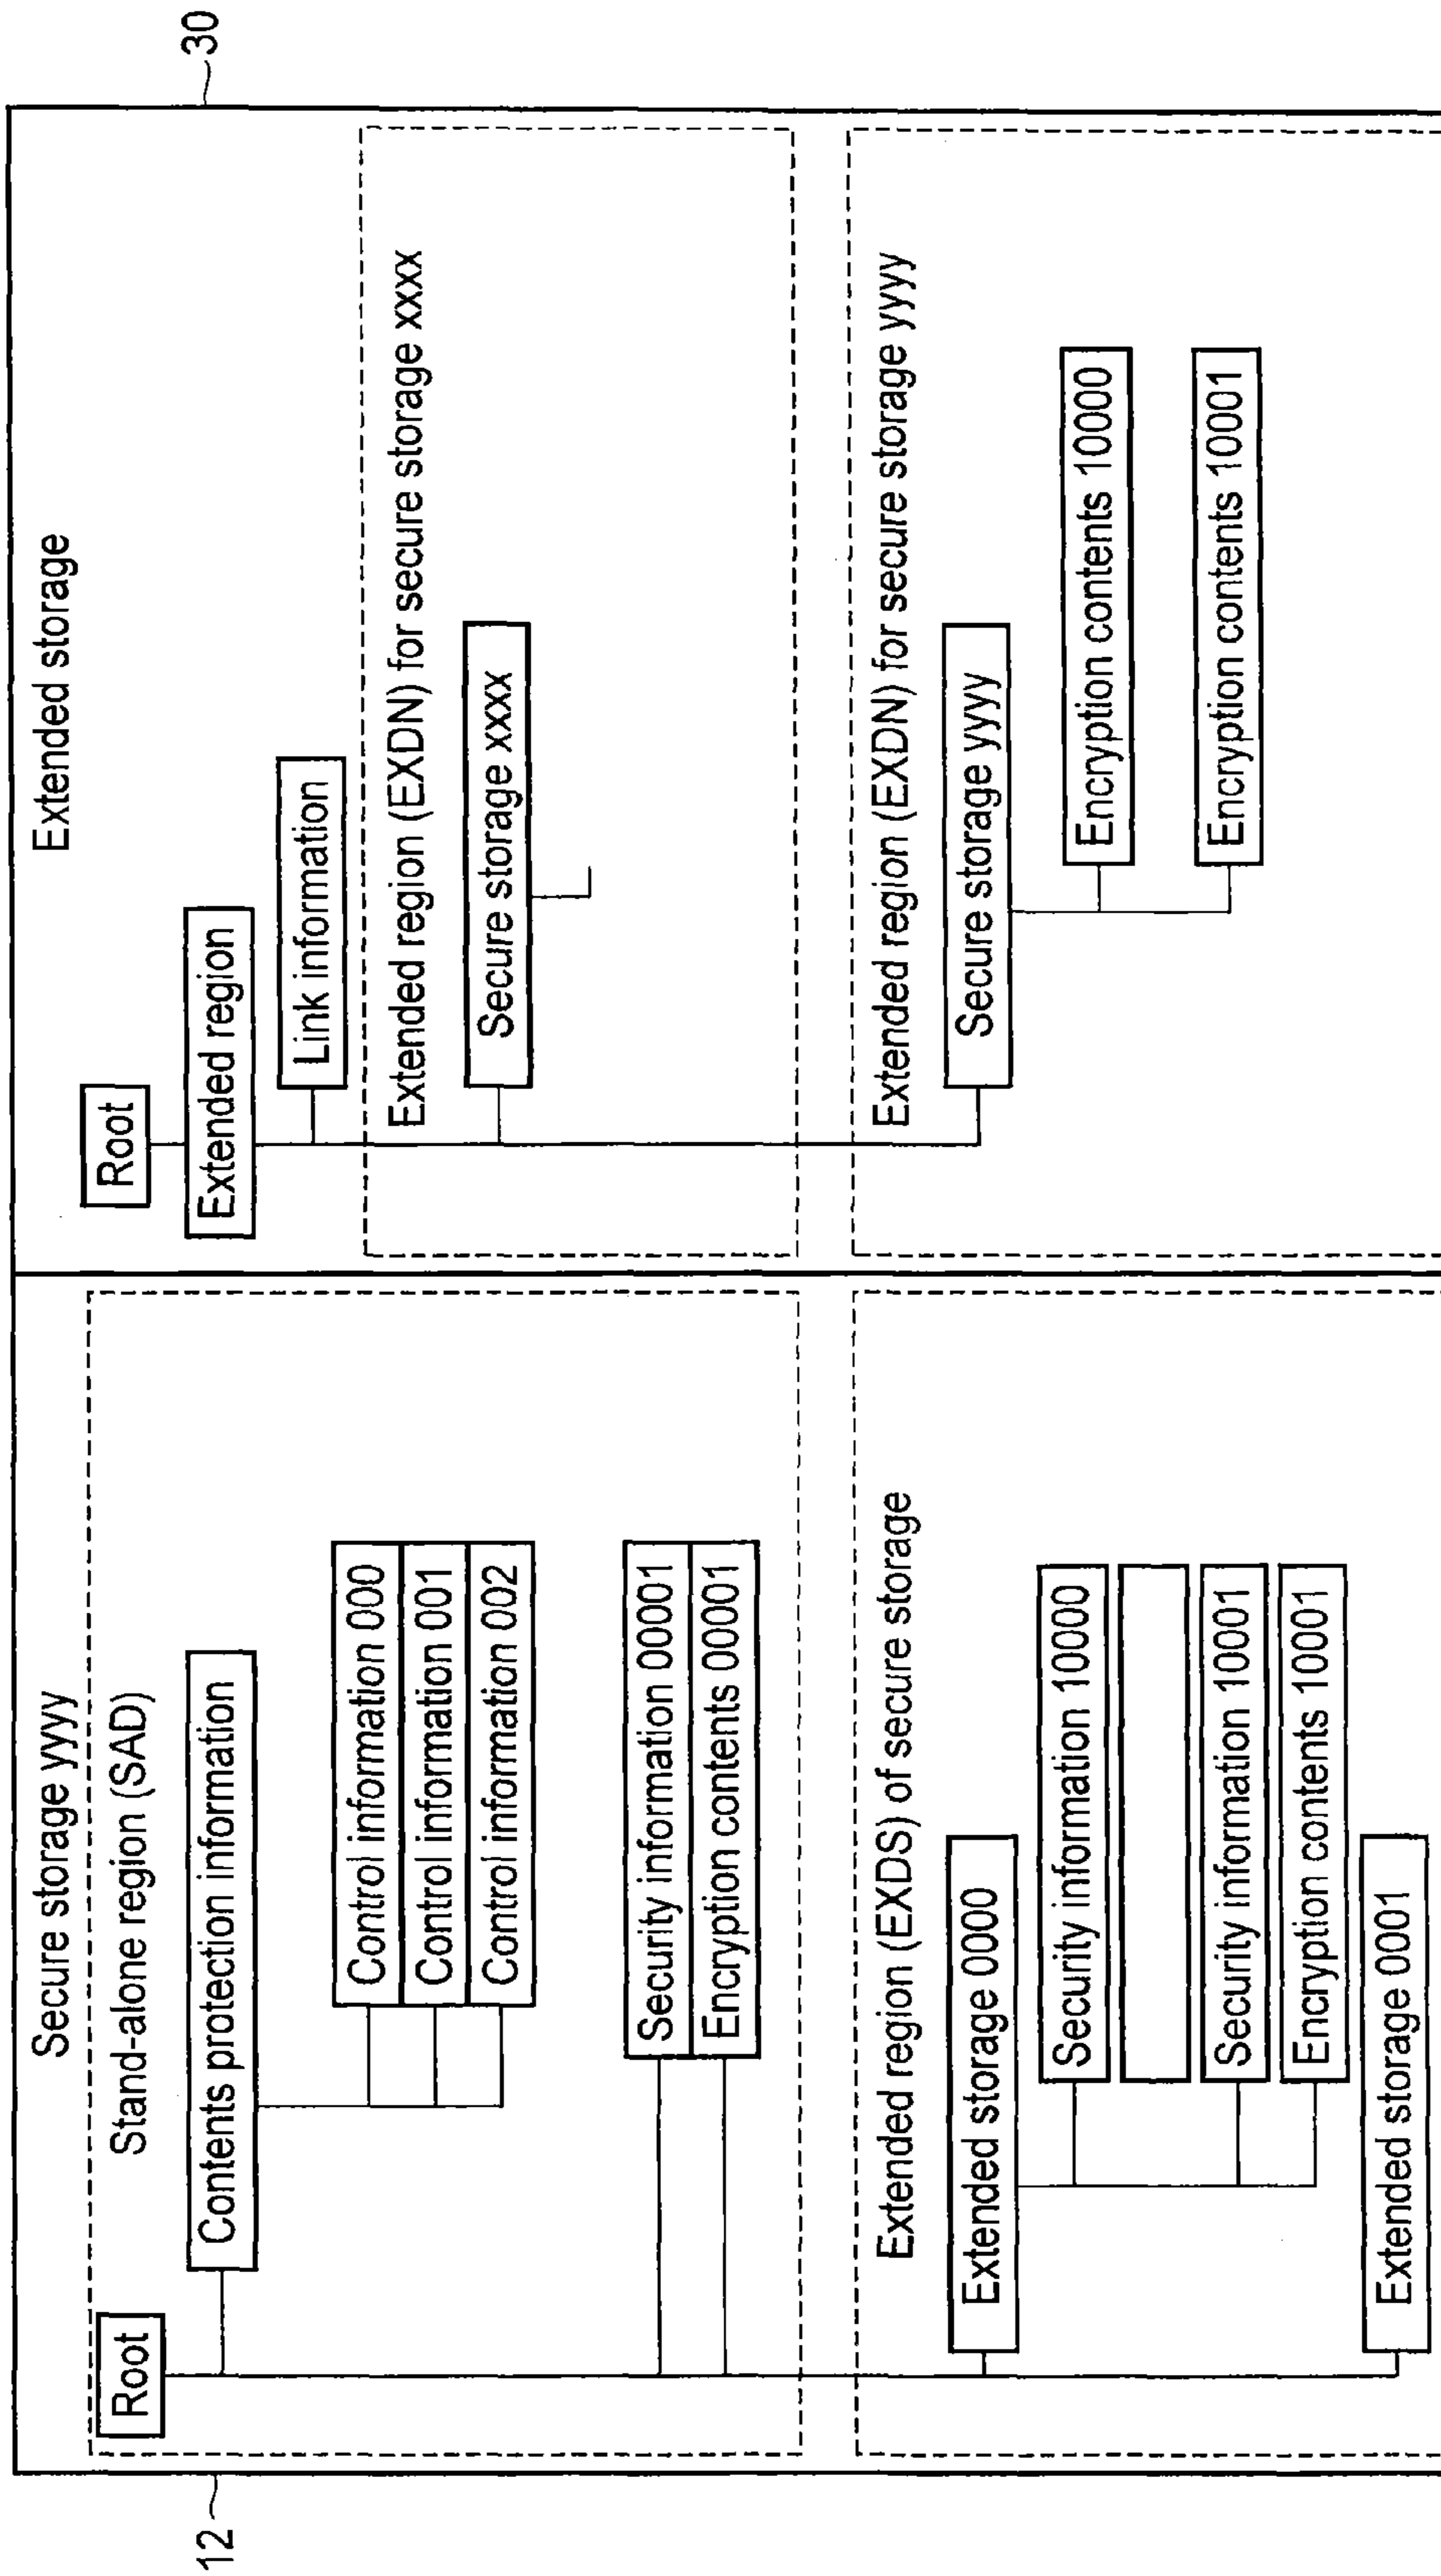 12
Secure storage yyyy
Stand-alone region (SAD)
Root
Contents protection information
Control information 000
Control information 001
Control information 002
Security information 00001
Encryption contents 00001
Extended region (EXDS) of secure storage
Extended storage 0000
Security information 10000
Security information 10001
Encryption contents 10001
Extended storage 0001
30
Extended storage
Root
Extended region
Link information
Extended region (EXDN) for secure storage xxxx
Secure storage xxxx
Extended region (EXDN) for secure storage yyyy
Secure storage yyyy
Encryption contents 10000
Encryption contents 10001